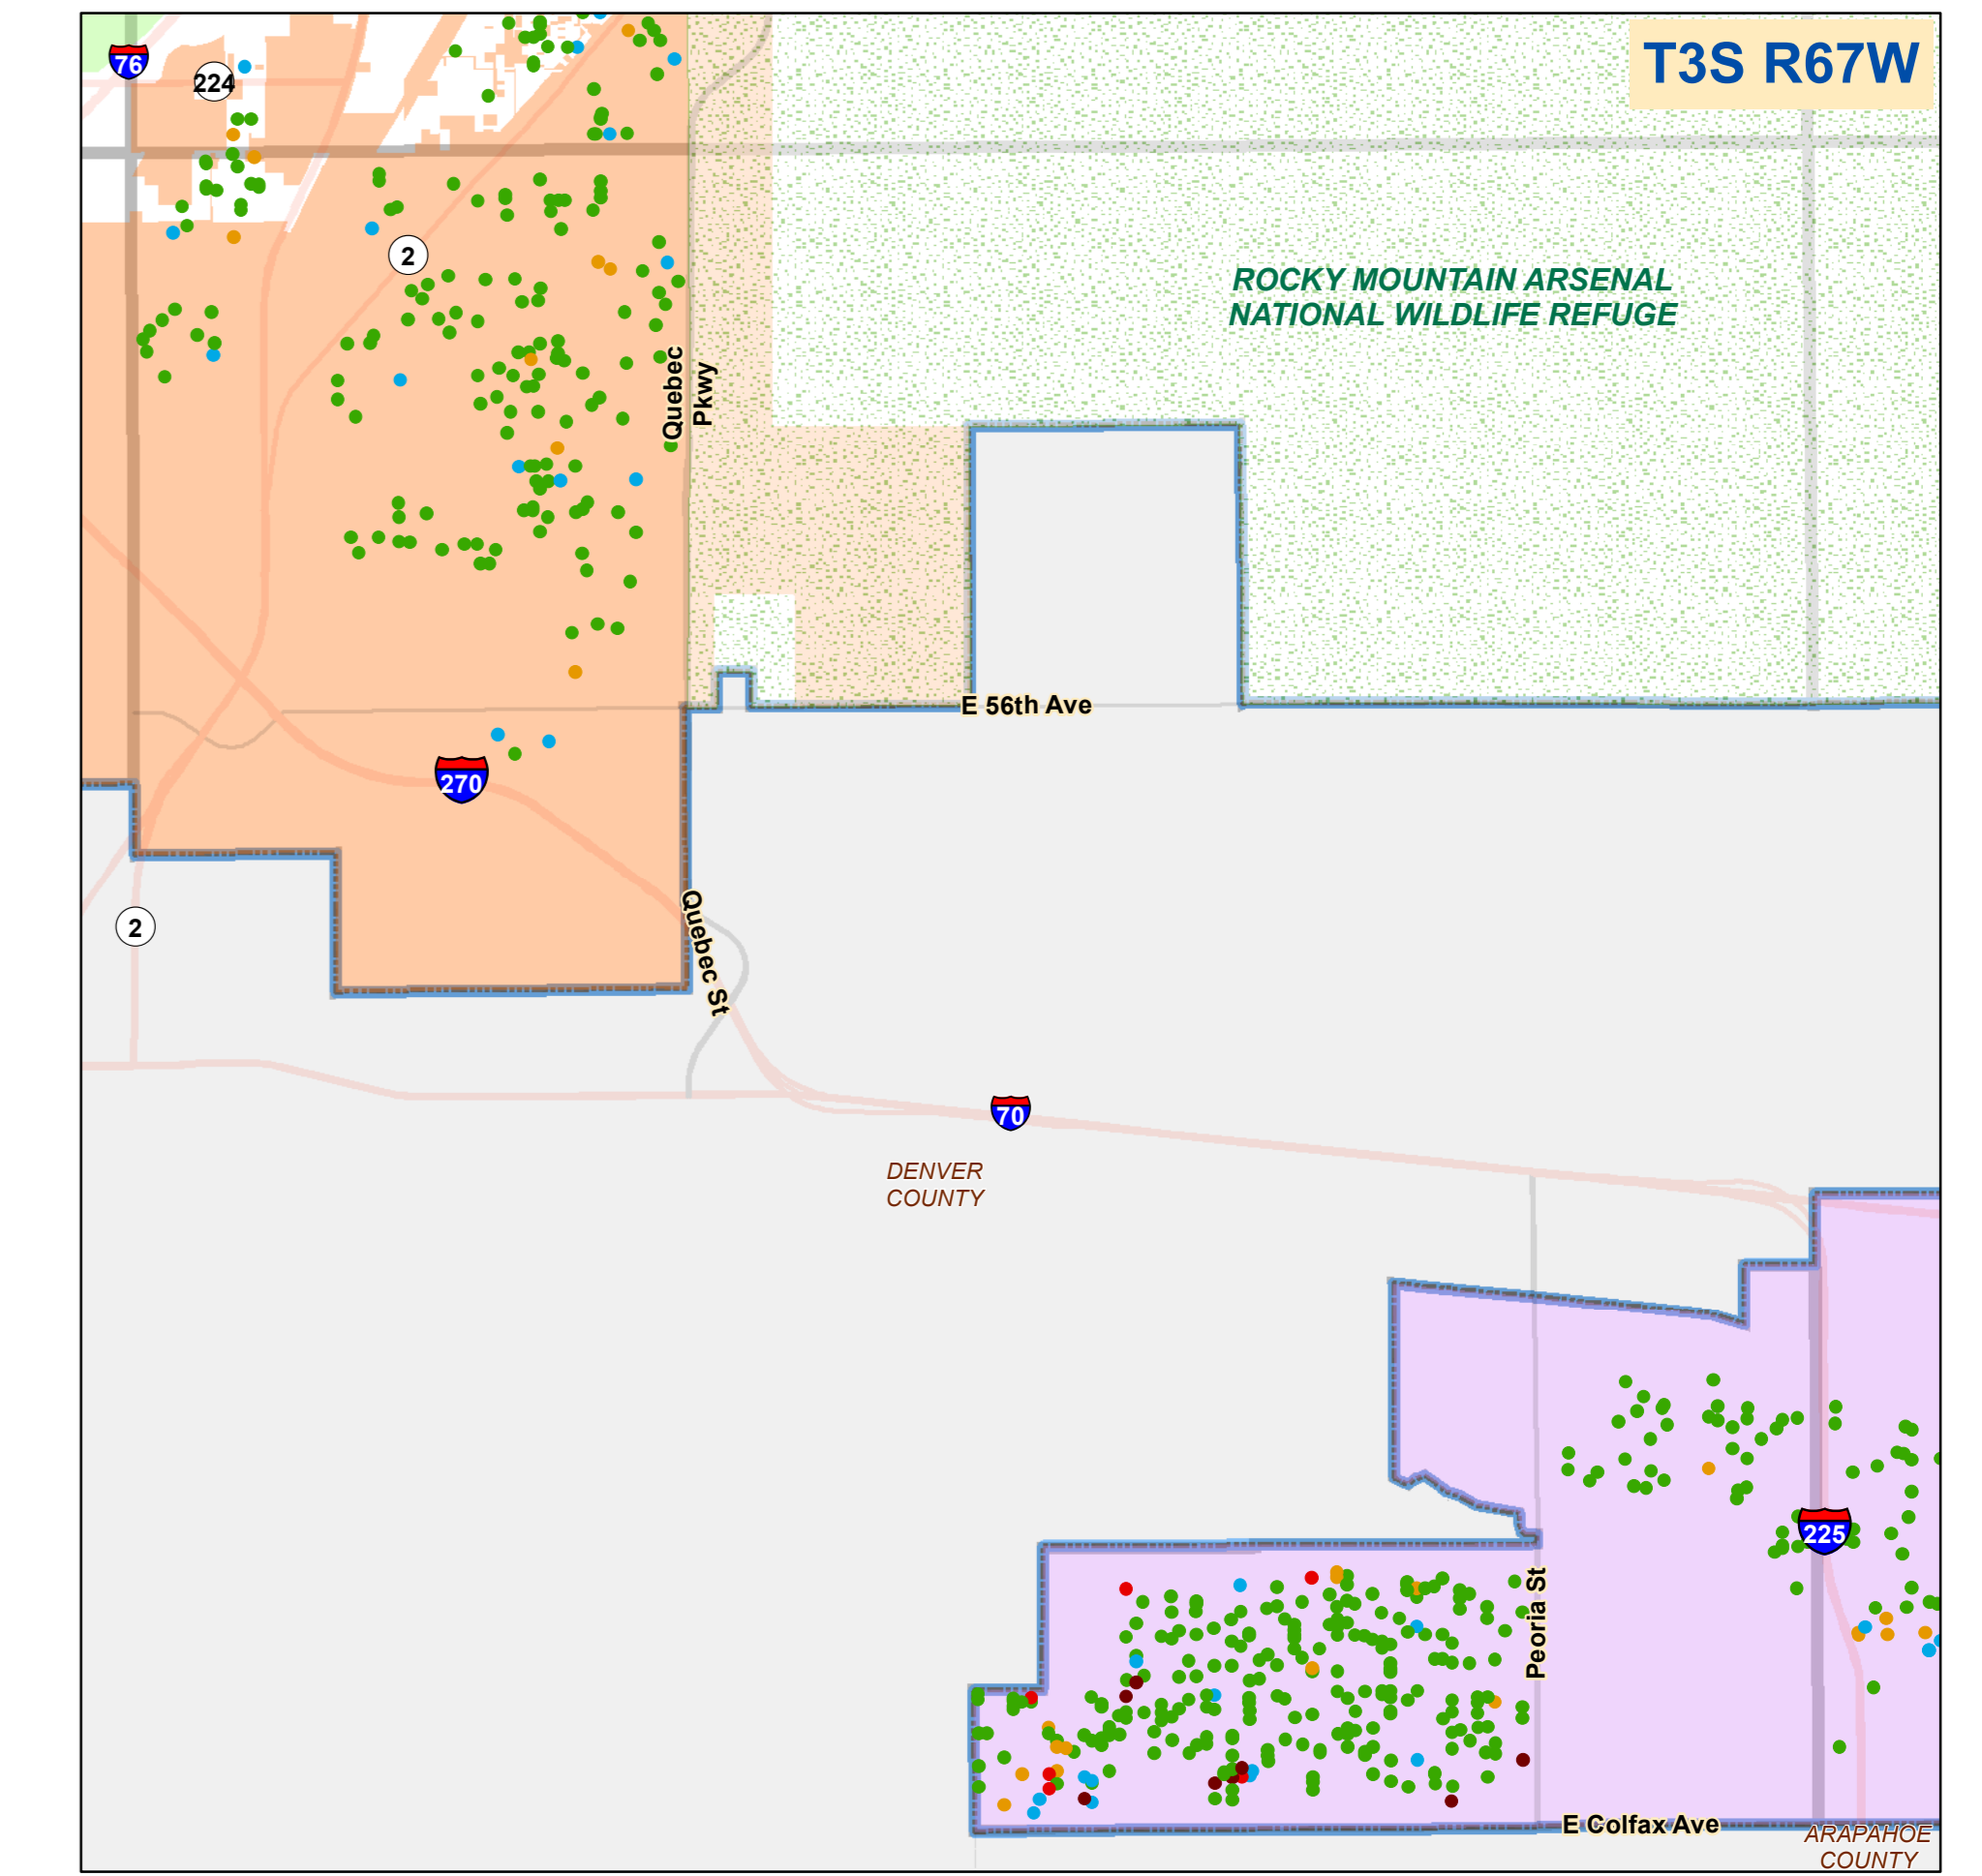 T3S R67W
76
224
2
ROCKY MOUNTAIN ARSENAL
NATIONAL WILDLIFE REFUGE
Quebec
Pkwy
E 56th Ave
270
Quebec St
2
70
DENVER
COUNTY
225
Peoria St
E Colfax Ave
ARAPAHOE
COUNTY